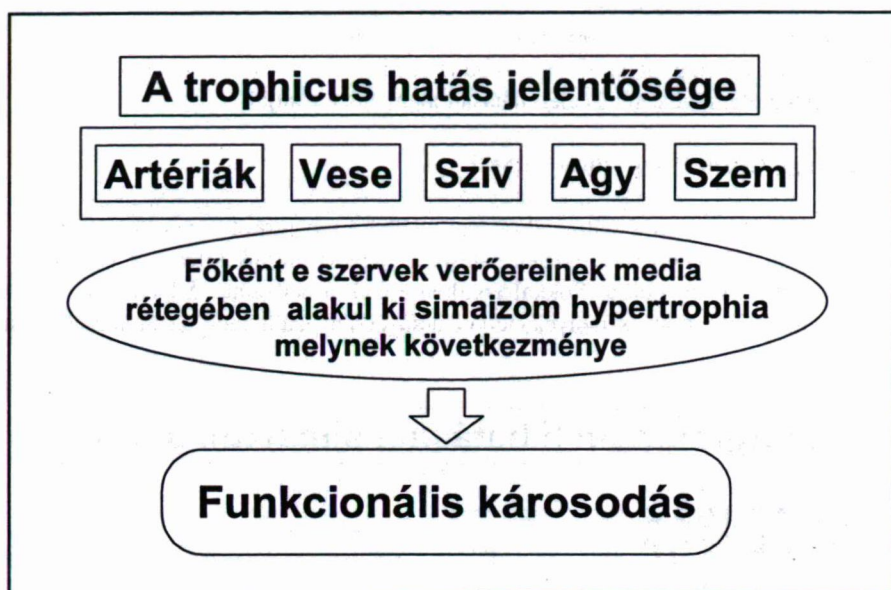 A trophicus hatás jelentősége
Artériák Vese Szív Agy Szem
Főként e szervek verőereinek media
rétegében alakul ki simaizom hypertrophia
melynek következménye
Funkcionális károsodás